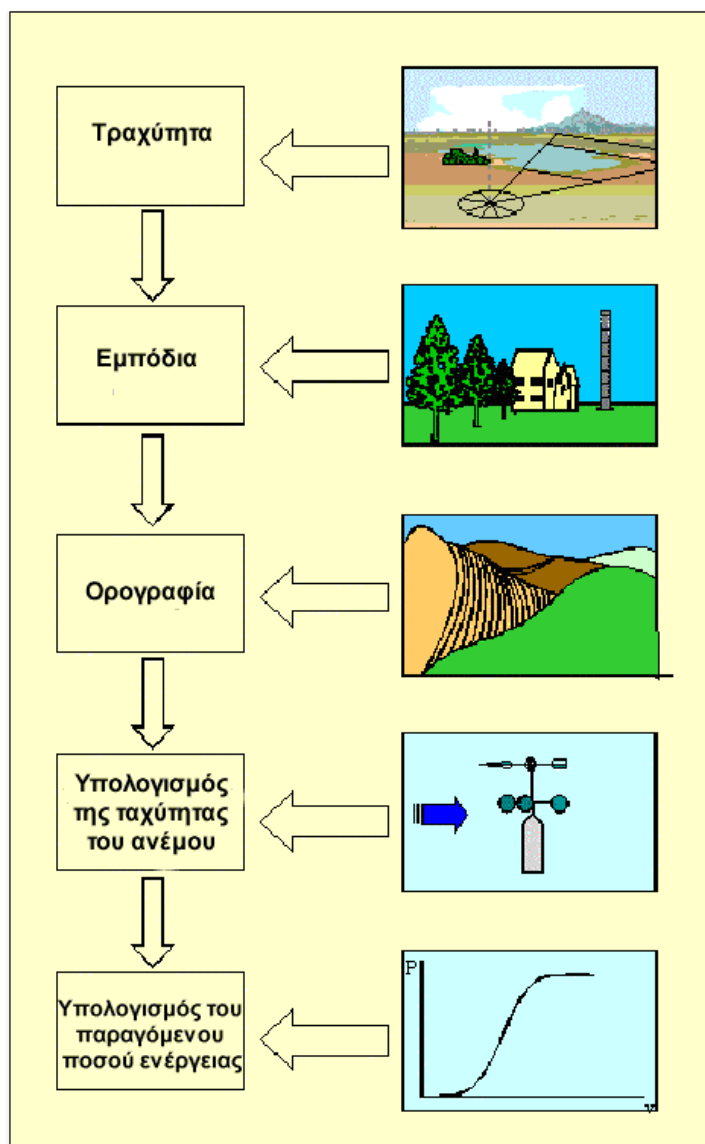 Τραχύτητα
Εμπόδια
Ορογραφία
Υπολογισμός
της ταχύτητας
του ανέμου
P
Υπολογισμός του
παραγόμενου
ποσού ενέργειας
v